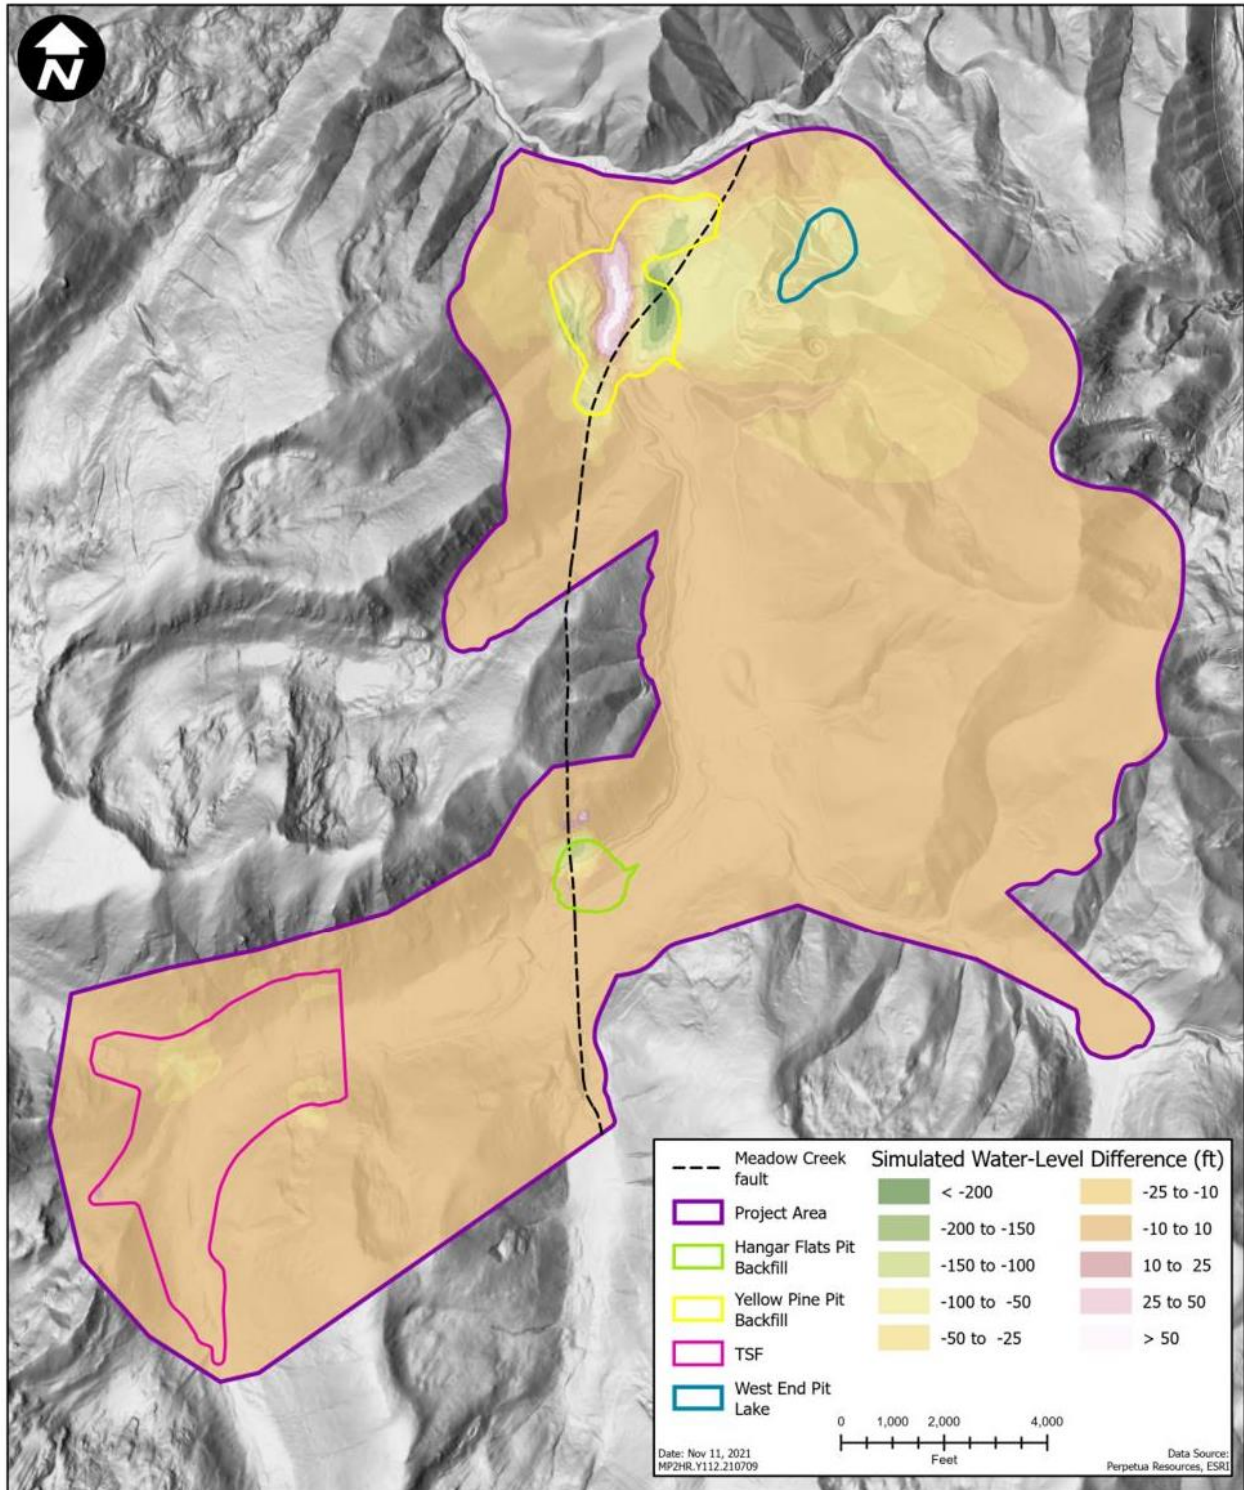 N
Meadow Creek
fault
Project Area
Hangar Flats Pit
Backfill
Yellow Pine Pit
Backfill
TSF
West End Pit
Lake
Simulated Water-Level Difference (ft)
< -200
-200 to -150
-150 to -100
-100 to -50
-50 to -25
-25 to -10
-10 to 10
10 to 25
25 to 50
> 50
0 1,000 2,000 4,000
Feet
Date: Nov 11, 2021
MP2HR.Y112.210709
Data Source:
Perpetua Resources, ESRI